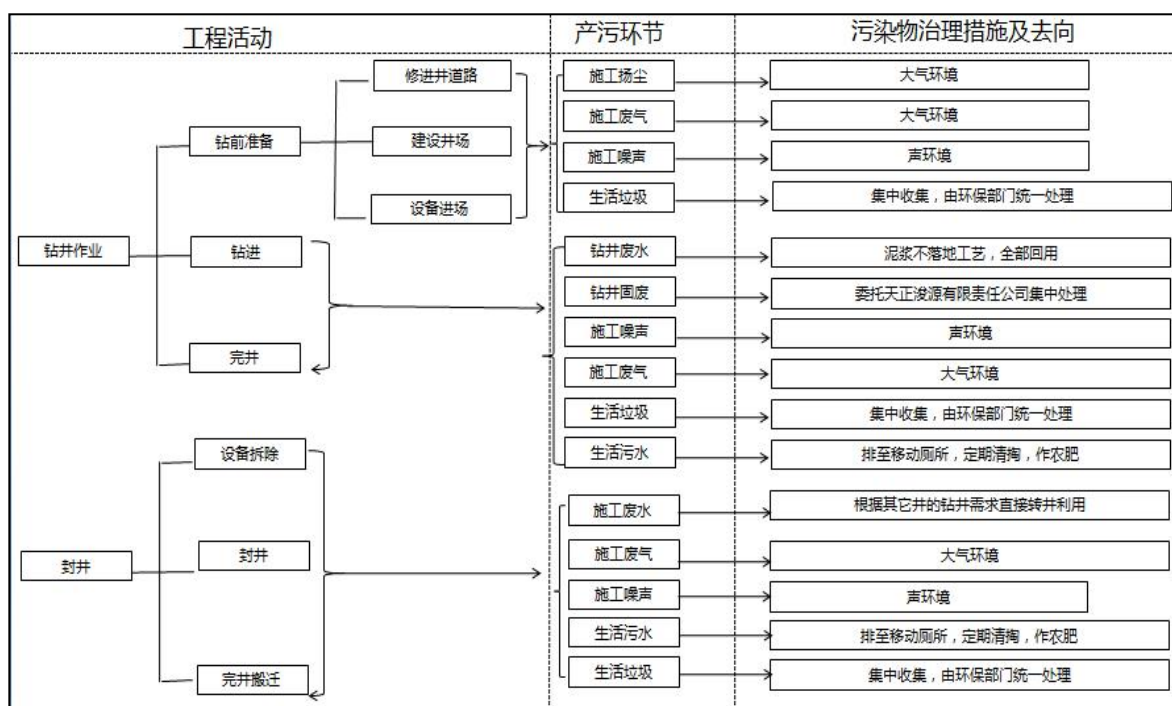 工程活动
产污环节
污染物治理措施及去向
修进井道路
施工扬尘
大气环境
钻前准备
建设井场
施工废气
大气环境
施工噪声
声环境
设备进场
生活垃圾
集中收集，由环保部门统一处理
钻井作业
钻进
钻井废水
泥浆不落地工艺，全部回用
钻井固废
委托天正浚源有限责任公司集中处理
施工噪声
声环境
完井
施工废气
大气环境
生活垃圾
集中收集，由环保部门统一处理
设备拆除
生活污水
排至移动厕所，定期清掏，作农肥
施工废水
根据其它井的钻井需求直接转井利用
封井
封井
施工废气
大气环境
施工噪声
声环境
生活污水
排至移动厕所，定期清掏，作农肥
完井搬迁
生活垃圾
集中收集，由环保部门统一处理